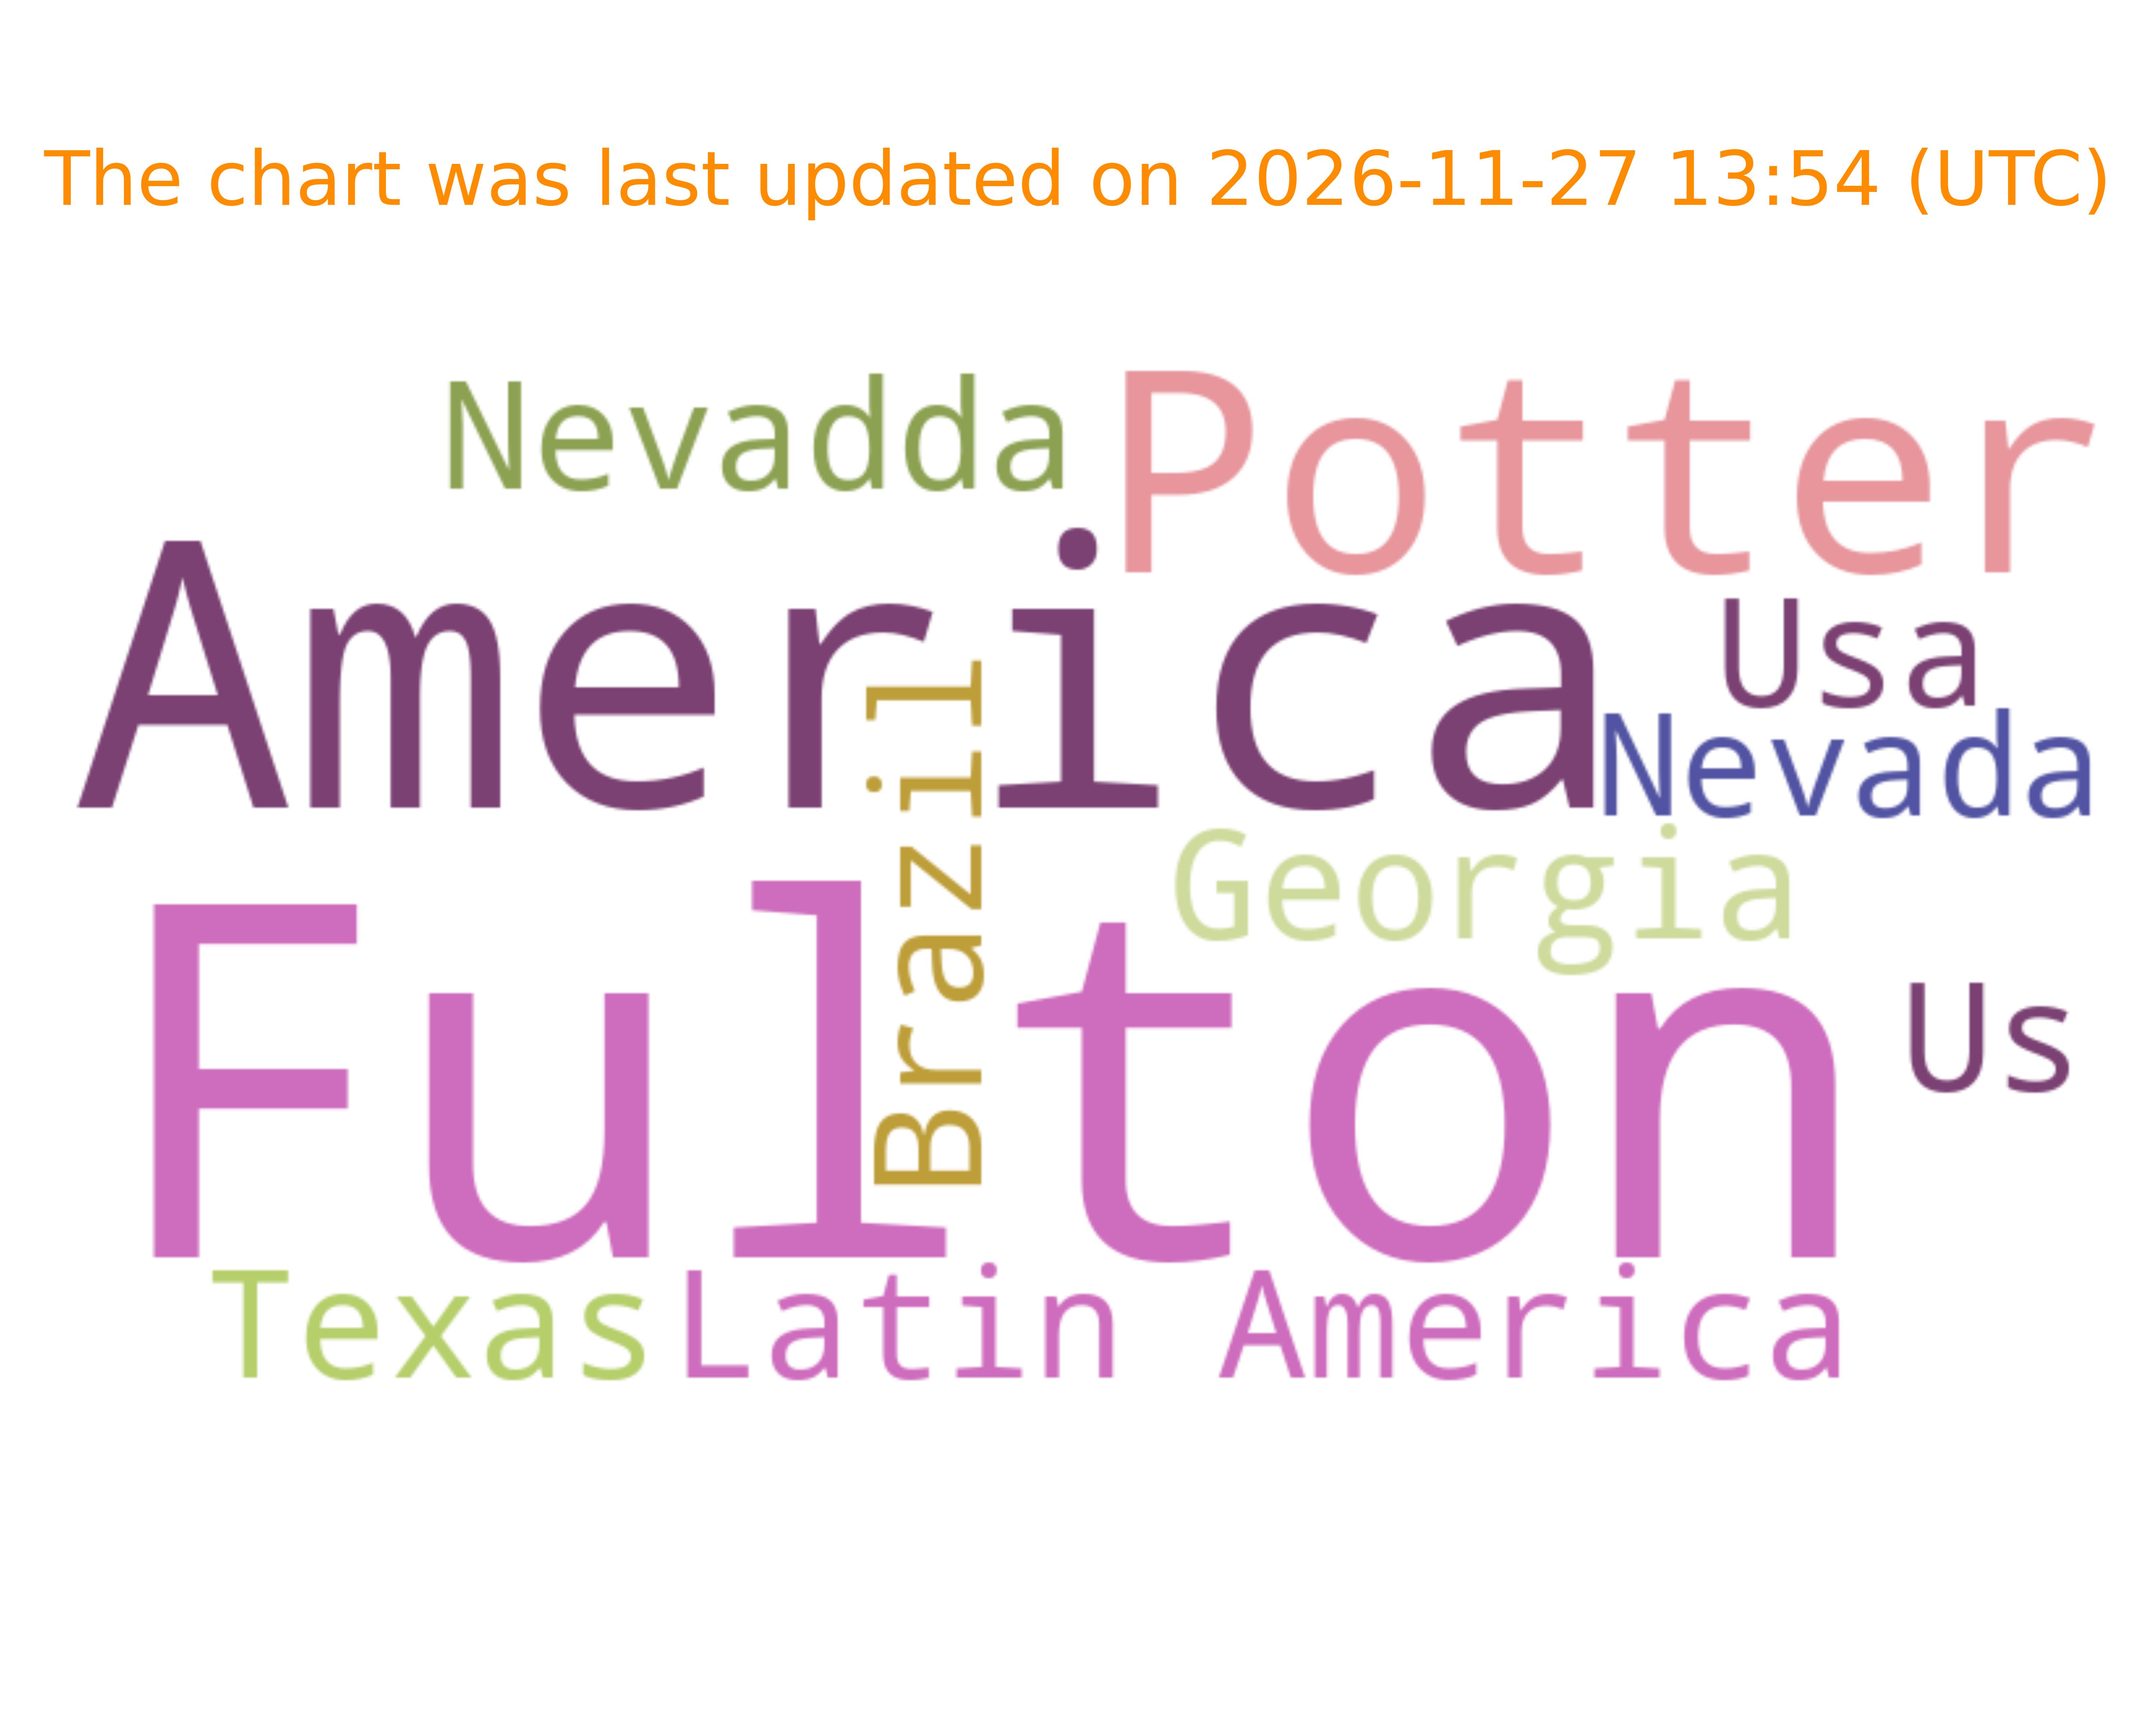 The chart was last updated on 2026-11-27 13:54 (UTC)
Nevadda
Potter
America
Usa
Nevada
Brazil
Georgia
Fulton
Us
Texas
Latin America